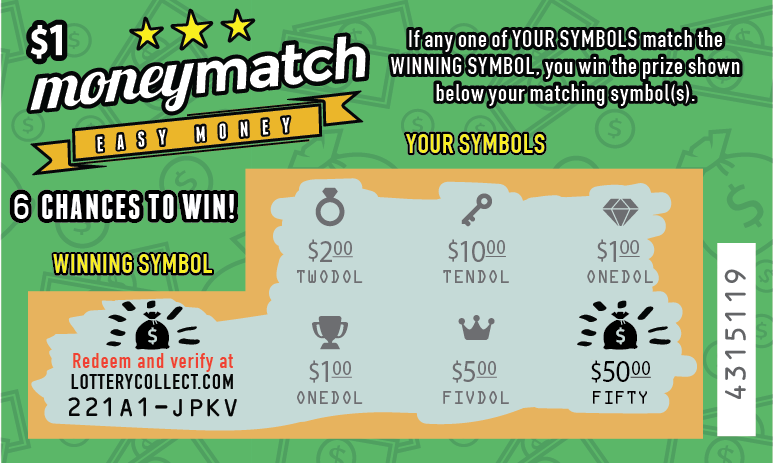 $1
moneymatch
EASY MONEY
If any one of YOUR SYMBOLS match the
WINNING SYMBOL, you win the prize shown
below your matching symbol(s).
YOUR SYMBOLS
6 CHANCES TO WIN!
WINNING SYMBOL
$2.00 $10.00 $1.00
TWODOL TENDOL ONEDOL
$
Redeem and verify at
LOTTERYCOLLECT.COM
221A1-JPKV
$
$1.00 $5.00 $50.00
ONEDOL FIVDOL FIFTY
4315119